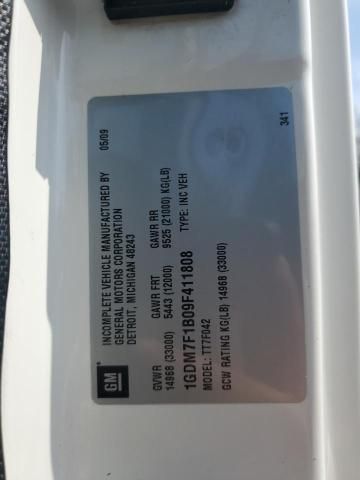 GM
INCOMPLETE VEHICLE MANUFACTURED BY 05/09
GENERAL MOTORS CORPORATION
DETROIT, MICHIGAN 48243
GVWR GAWR FRT GAWR RR
14968 (33000) 5443 (12000) 9525 (21000) KG(LB)
1GDM7F1B09F411808 TYPE: INC VEH
MODEL: TT7F042
GCW RATING KG(LB) 14968 (33000)
341